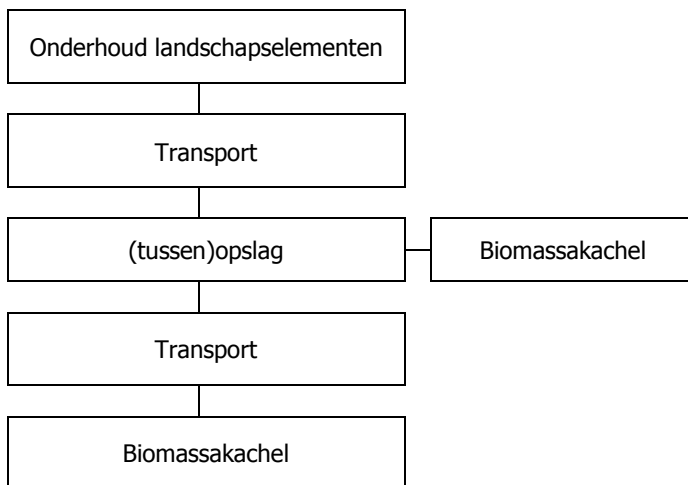 Onderhoud landschapselementen
Transport
(tussen)opslag
Biomassakachel
Transport
Biomassakachel